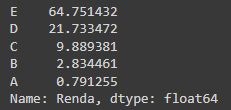 E    64.751432
D    21.733472
C     9.889381
B     2.834461
A     0.791255
Name: Renda, dtype: float64